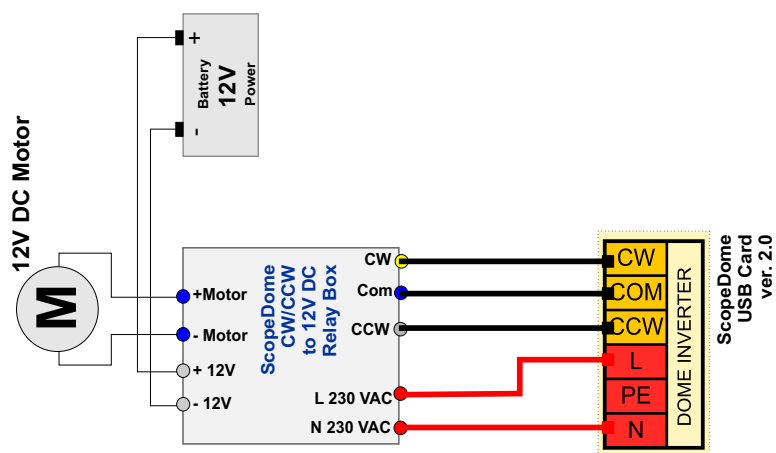 +
-
Battery
12V
Power
12V DC Motor
M
+Motor
- Motor
+ 12V
- 12V
ScopeDome
CW/CCW
to 12V DC
Relay Box
CW
Com
CCW
L 230 VAC
N 230 VAC
CW
COM
CCW
L
PE
N
DOME INVERTER
ScopeDome
USB Card
ver. 2.0